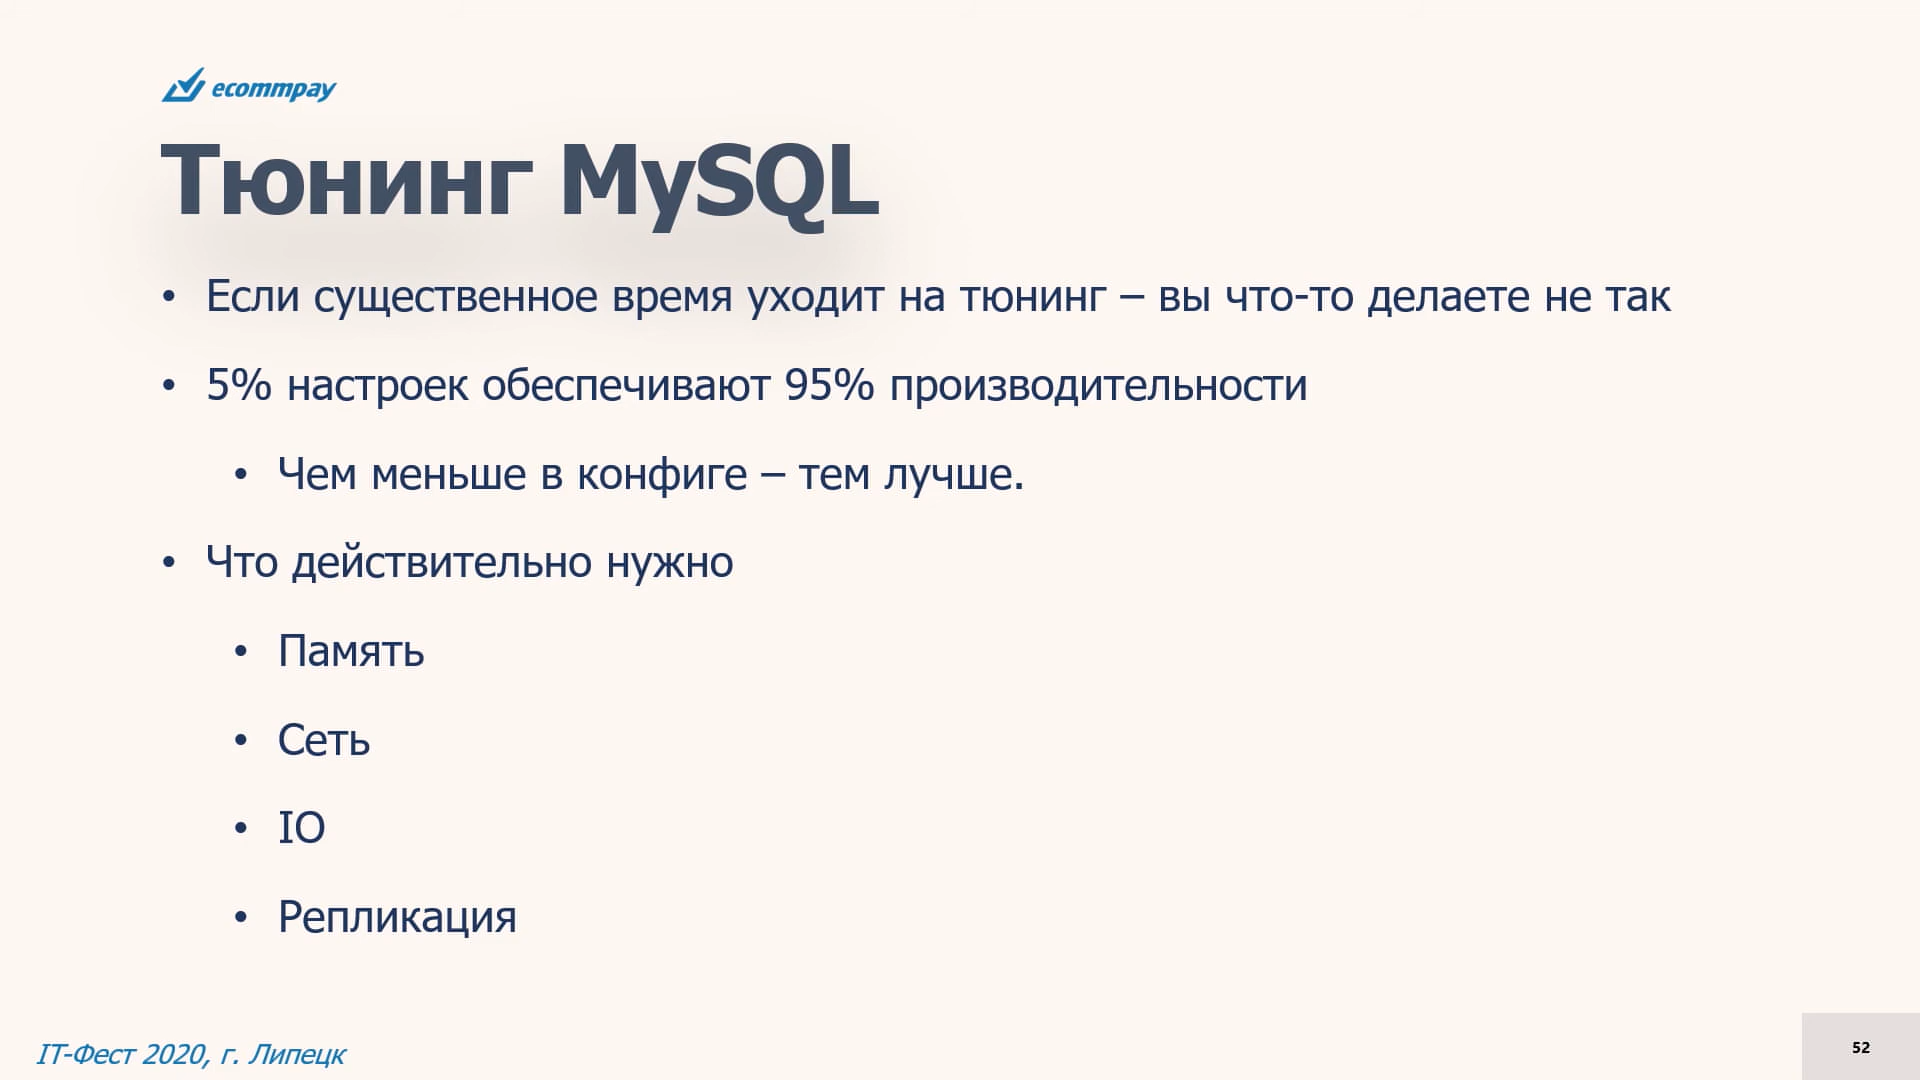 ecommpay
Тюнинг MySQL
• Если существенное время уходит на тюнинг – вы что-то делаете не так
• 5% настроек обеспечивают 95% производительности
• Чем меньше в конфиге – тем лучше.
• Что действительно нужно
• Память
• Сеть
• IO
• Репликация
IT-Фест 2020, г. Липецк
52